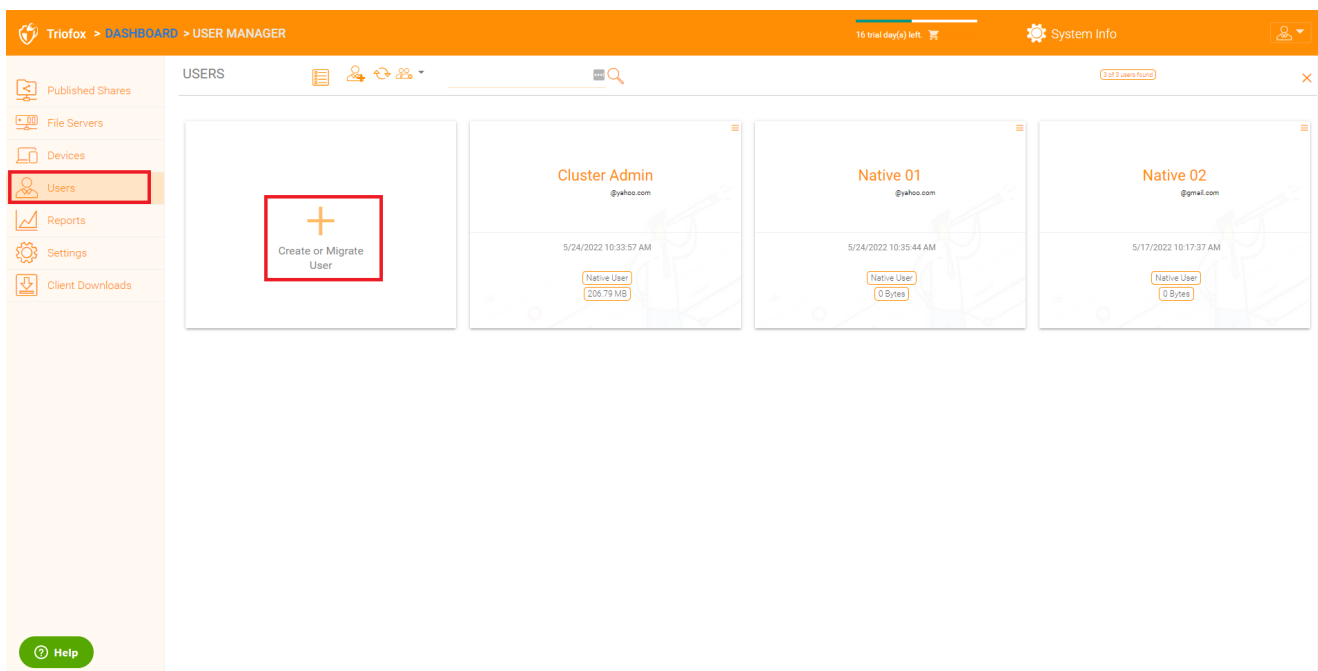 Triofox > DASHBOARD > USER MANAGER
16 trial day(s) left.
System Info
Published Shares
File Servers
Devices
Users
Reports
Settings
Client Downloads
USERS
3 of 3 users found
Create or Migrate
User
Cluster Admin
@yahoo.com
5/24/2022 10:33:57 AM
Native User
206.79 MB
Native 01
@yahoo.com
5/24/2022 10:35:44 AM
Native User
0 Bytes
Native 02
@gmail.com
5/17/2022 10:17:37 AM
Native User
0 Bytes
Help